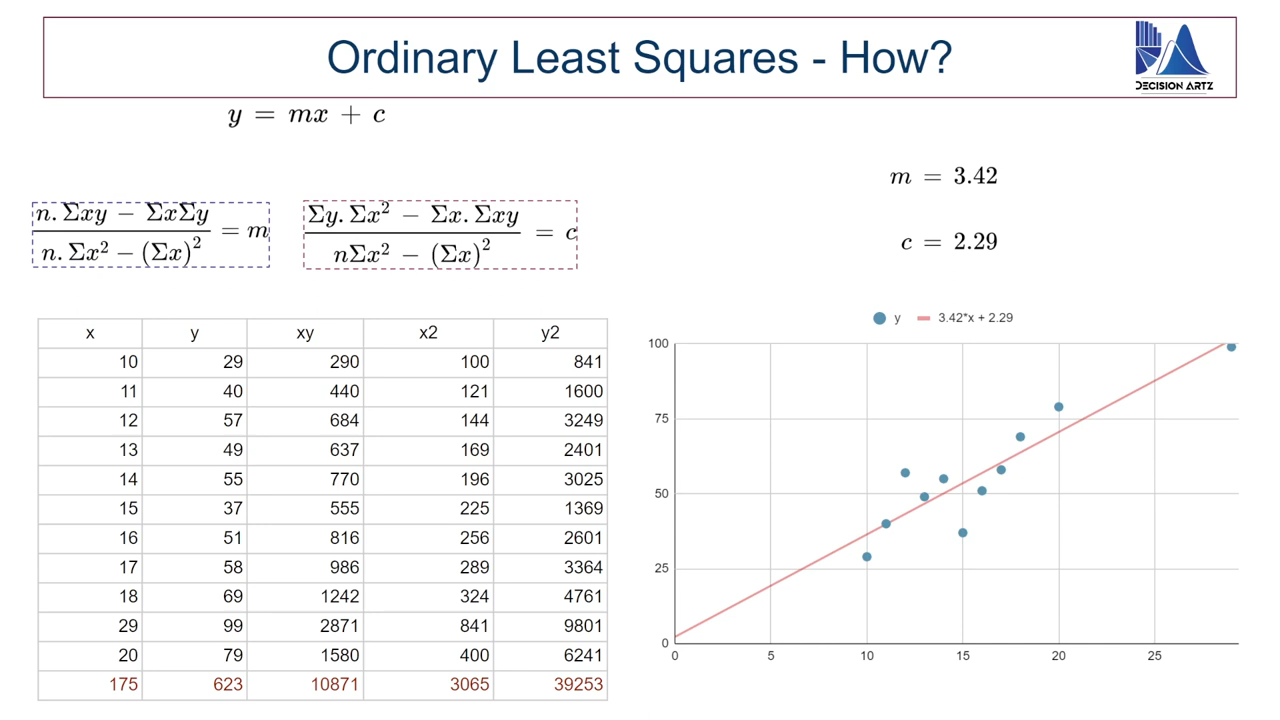 Ordinary Least Squares - How?
DECISION ARTZ
y = mx + c
m = 3.42
n. Σxy − ΣxΣy / n. Σx² − (Σx)² = m
Σy. Σx² − Σx. Σxy / nΣx² − (Σx)² = c
c = 2.29
x y xy x2 y2
10 29 290 100 841
11 40 440 121 1600
12 57 684 144 3249
13 49 637 169 2401
14 55 770 196 3025
15 37 555 225 1369
16 51 816 256 2601
17 58 986 289 3364
18 69 1242 324 4761
29 99 2871 841 9801
20 79 1580 400 6241
175 623 10871 3065 39253
y 3.42*x + 2.29
100
75
50
25
0
0 5 10 15 20 25